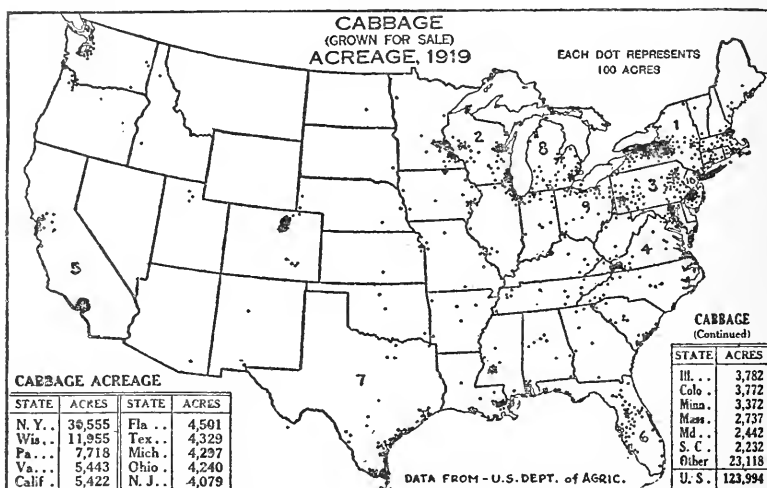 CABBAGE
(GROWN FOR SALE)
ACREAGE, 1919
EACH DOT REPRESENTS
100 ACRES
1
2
8
3
10
9
4
5
7
6
CABBAGE ACREAGE
STATE ACRES STATE ACRES
N. Y. . 30,555 Fla . . 4,501
Wis. . 11,955 Tex. . 4,329
Pa. . . 7,718 Mich . 4,297
Va. . . 5,443 Ohio . 4,240
Calif . 5,422 N. J. . 4,079
DATA FROM - U.S. DEPT. of AGRIC.
CABBAGE
(Continued)
STATE ACRES
Ill. . . 3,782
Colo . 3,772
Minn. 3,372
Mass. 2,737
Md . . 2,442
S. C . 2,232
Other 23,118
U. S. 123,994